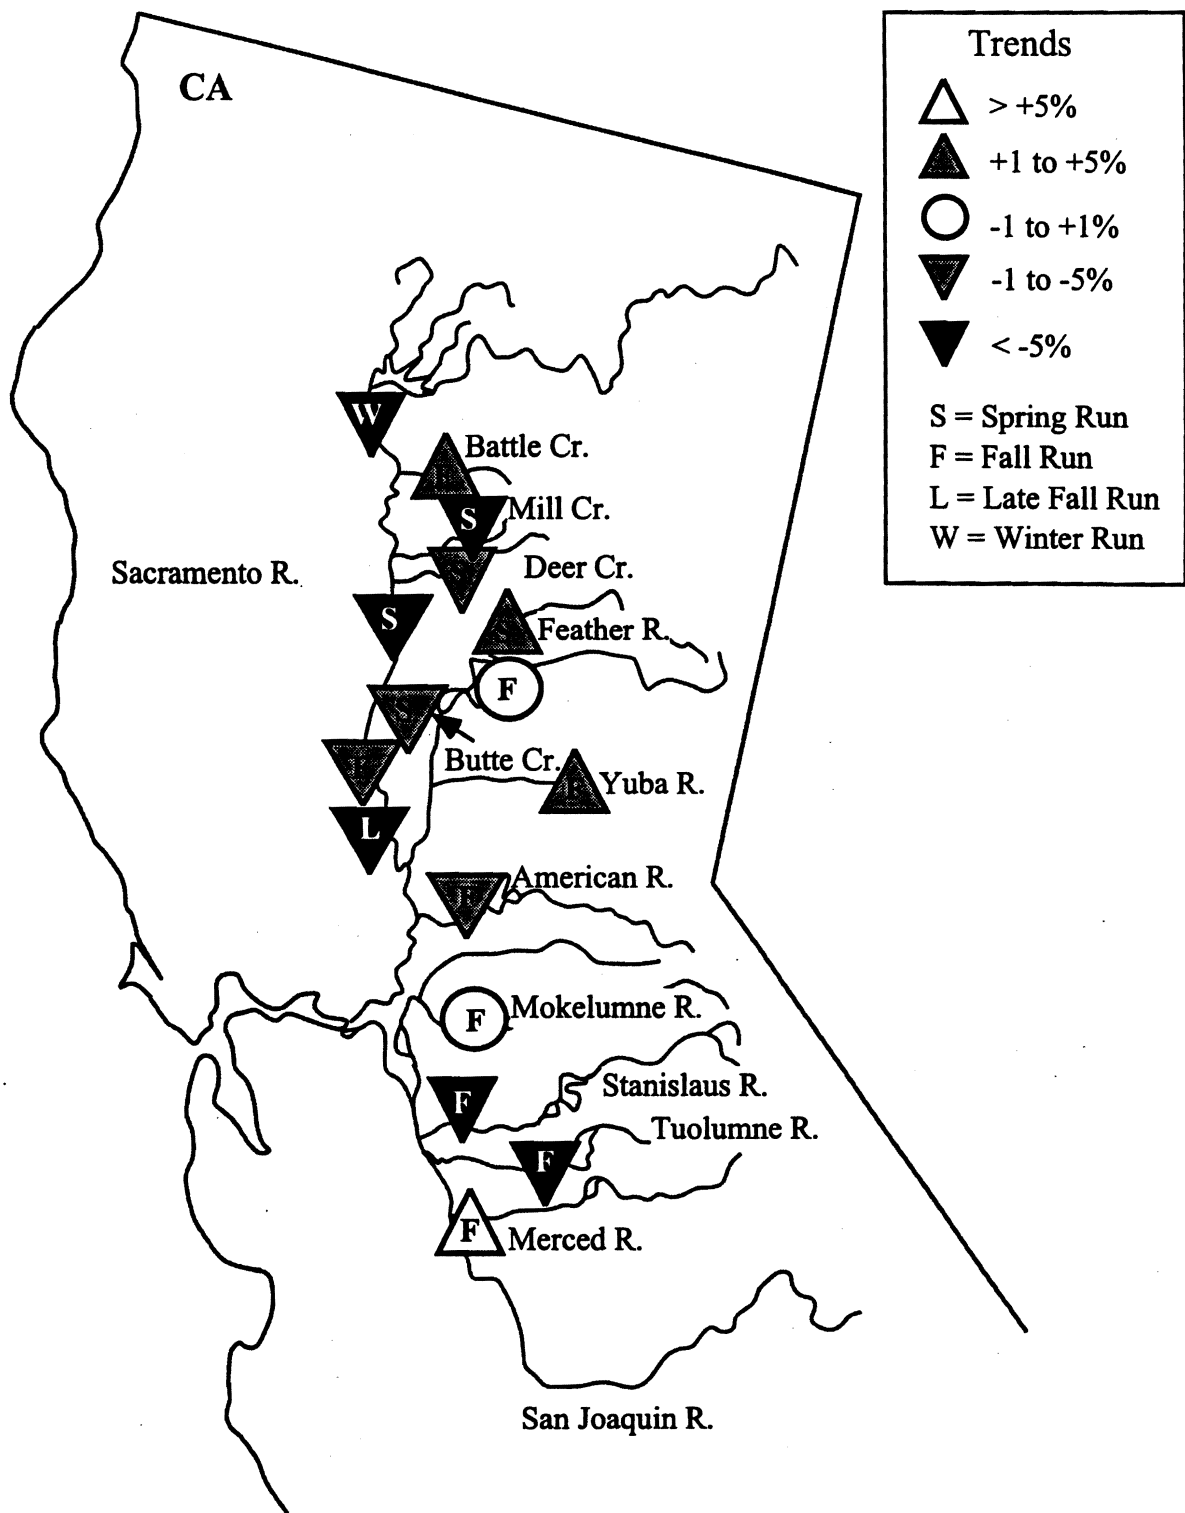 CA
Trends
> +5%
+1 to +5%
-1 to +1%
-1 to -5%
< -5%
S = Spring Run
F = Fall Run
L = Late Fall Run
W = Winter Run
W
Battle Cr.
S
Mill Cr.
S
Deer Cr.
Sacramento R.
S
S
Feather R.
F
S
Butte Cr.
F
Yuba R.
L
American R.
F
F
Mokelumne R.
F
Stanislaus R.
F
Tuolumne R.
F
Merced R.
San Joaquin R.